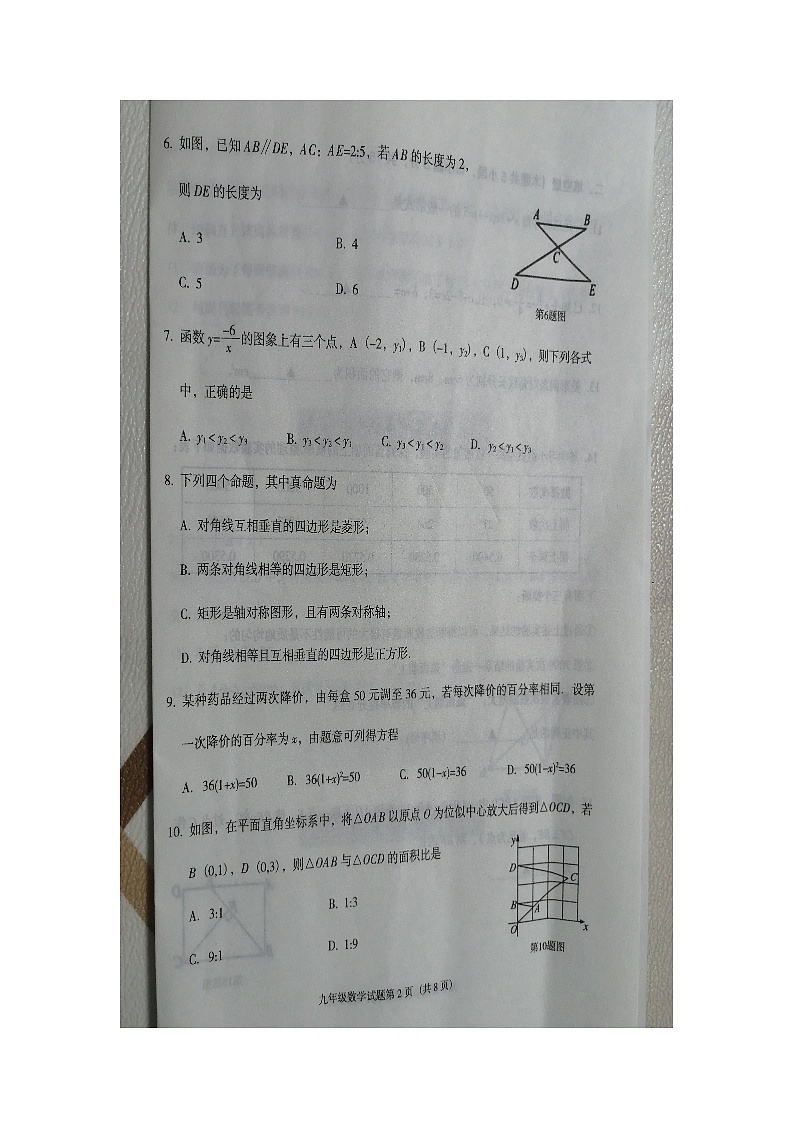 6. 如图，已知AB∥DE，AC：AE=2:5，若AB的长度为2，
则DE的长度为
A. 3
B. 4
C. 5
D. 6
A
B
C
D
E
第6题图
7. 函数y=-6/x的图象上有三个点，A（-2，y₁），B（-1，y₂），C（1，y₃），则下列各式
中，正确的是
A. y₁＜y₂＜y₃ B. y₃＜y₂＜y₁ C. y₃＜y₁＜y₂ D. y₂＜y₁＜y₃
8. 下列四个命题，其中真命题为
A. 对角线互相垂直的四边形是菱形；
B. 两条对角线相等的四边形是矩形；
C. 矩形是轴对称图形，且有两条对称轴；
D. 对角线相等且互相垂直的四边形是正方形.
9. 某种药品经过两次降价，由每盒50元调至36元，若每次降价的百分率相同．设第
一次降价的百分率为x，由题意可列得方程
A. 36(1+x)=50 B. 36(1+x)²=50 C. 50(1-x)=36 D. 50(1-x)²=36
10. 如图，在平面直角坐标系中，将△OAB以原点O为位似中心放大后得到△OCD，若
B（0,1），D（0,3），则△OAB与△OCD的面积比是
A. 3:1
B. 1:3
C. 9:1
D. 1:9
y
D
C
B
A
O
x
第10题图
九年级数学试题第2页（共8页）